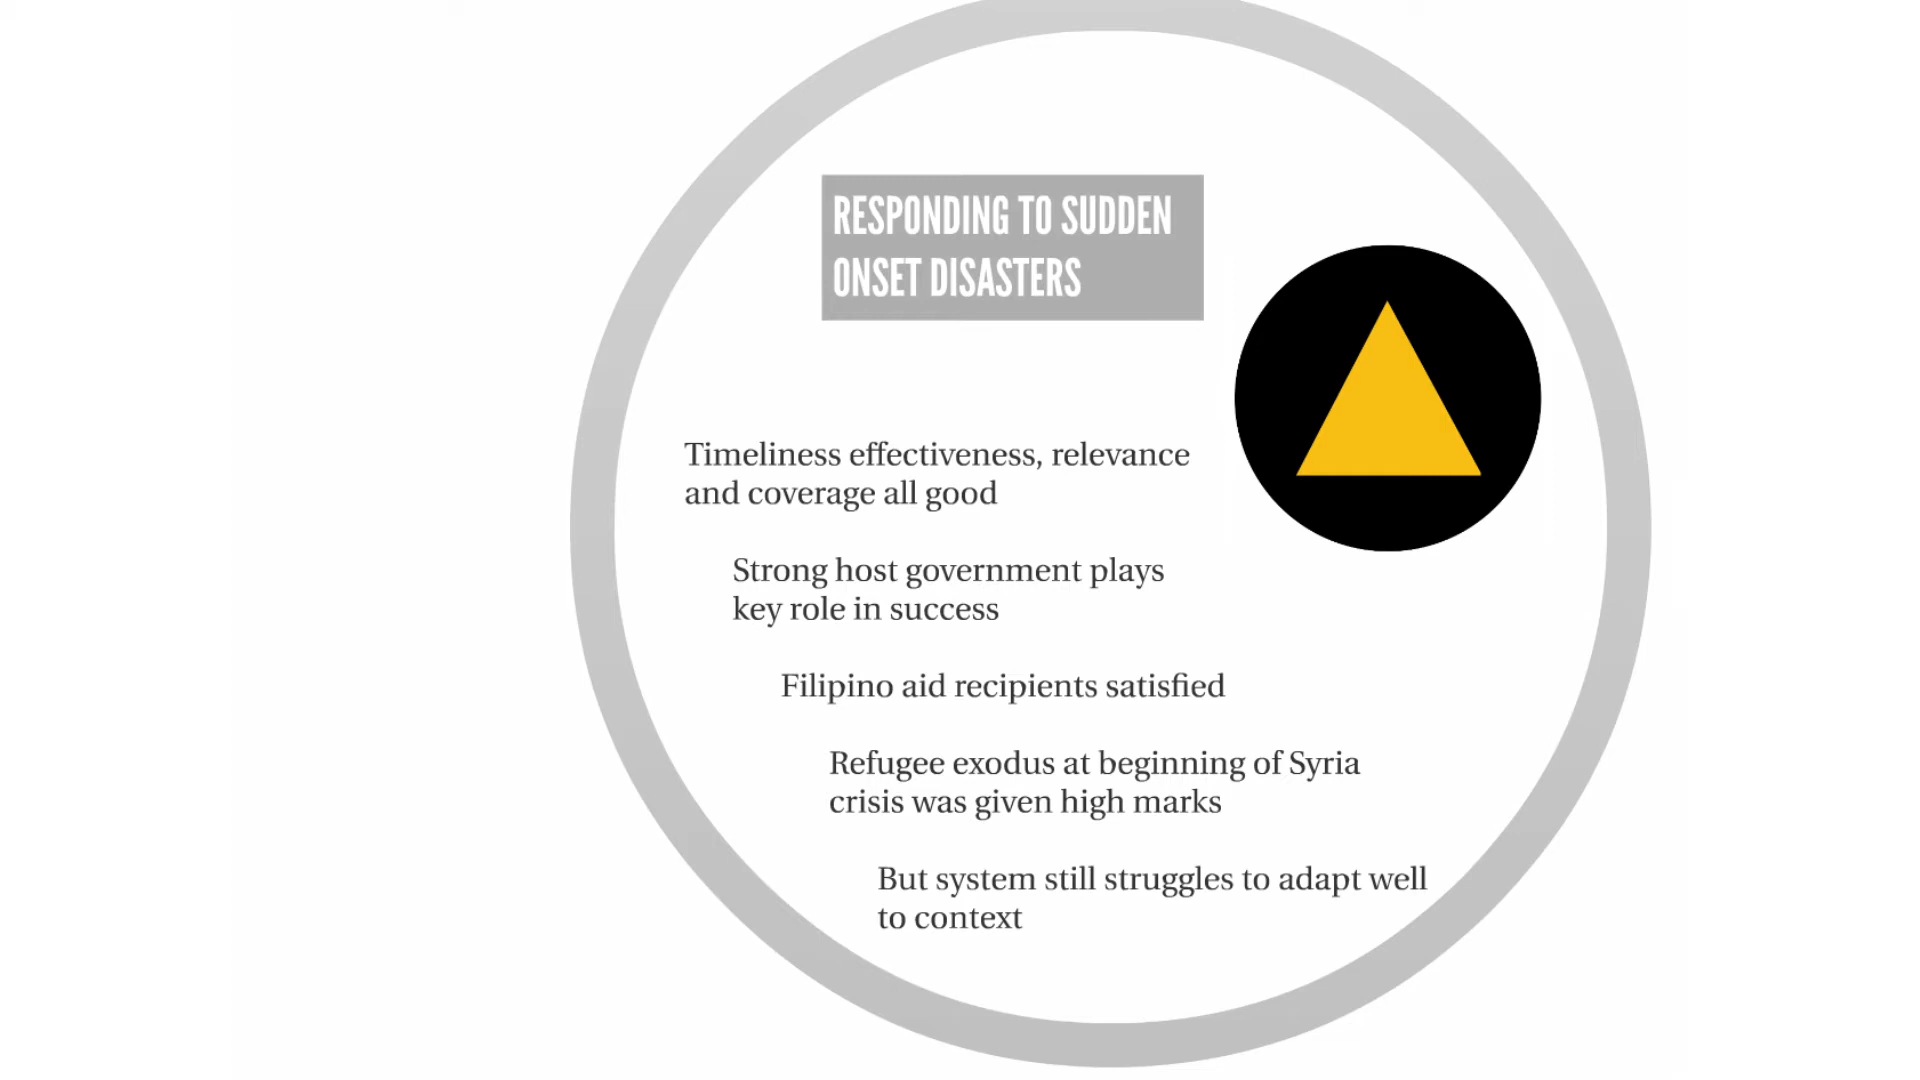 RESPONDING TO SUDDEN
ONSET DISASTERS
Timeliness effectiveness, relevance
and coverage all good
Strong host government plays
key role in success
Filipino aid recipients satisfied
Refugee exodus at beginning of Syria
crisis was given high marks
But system still struggles to adapt well
to context